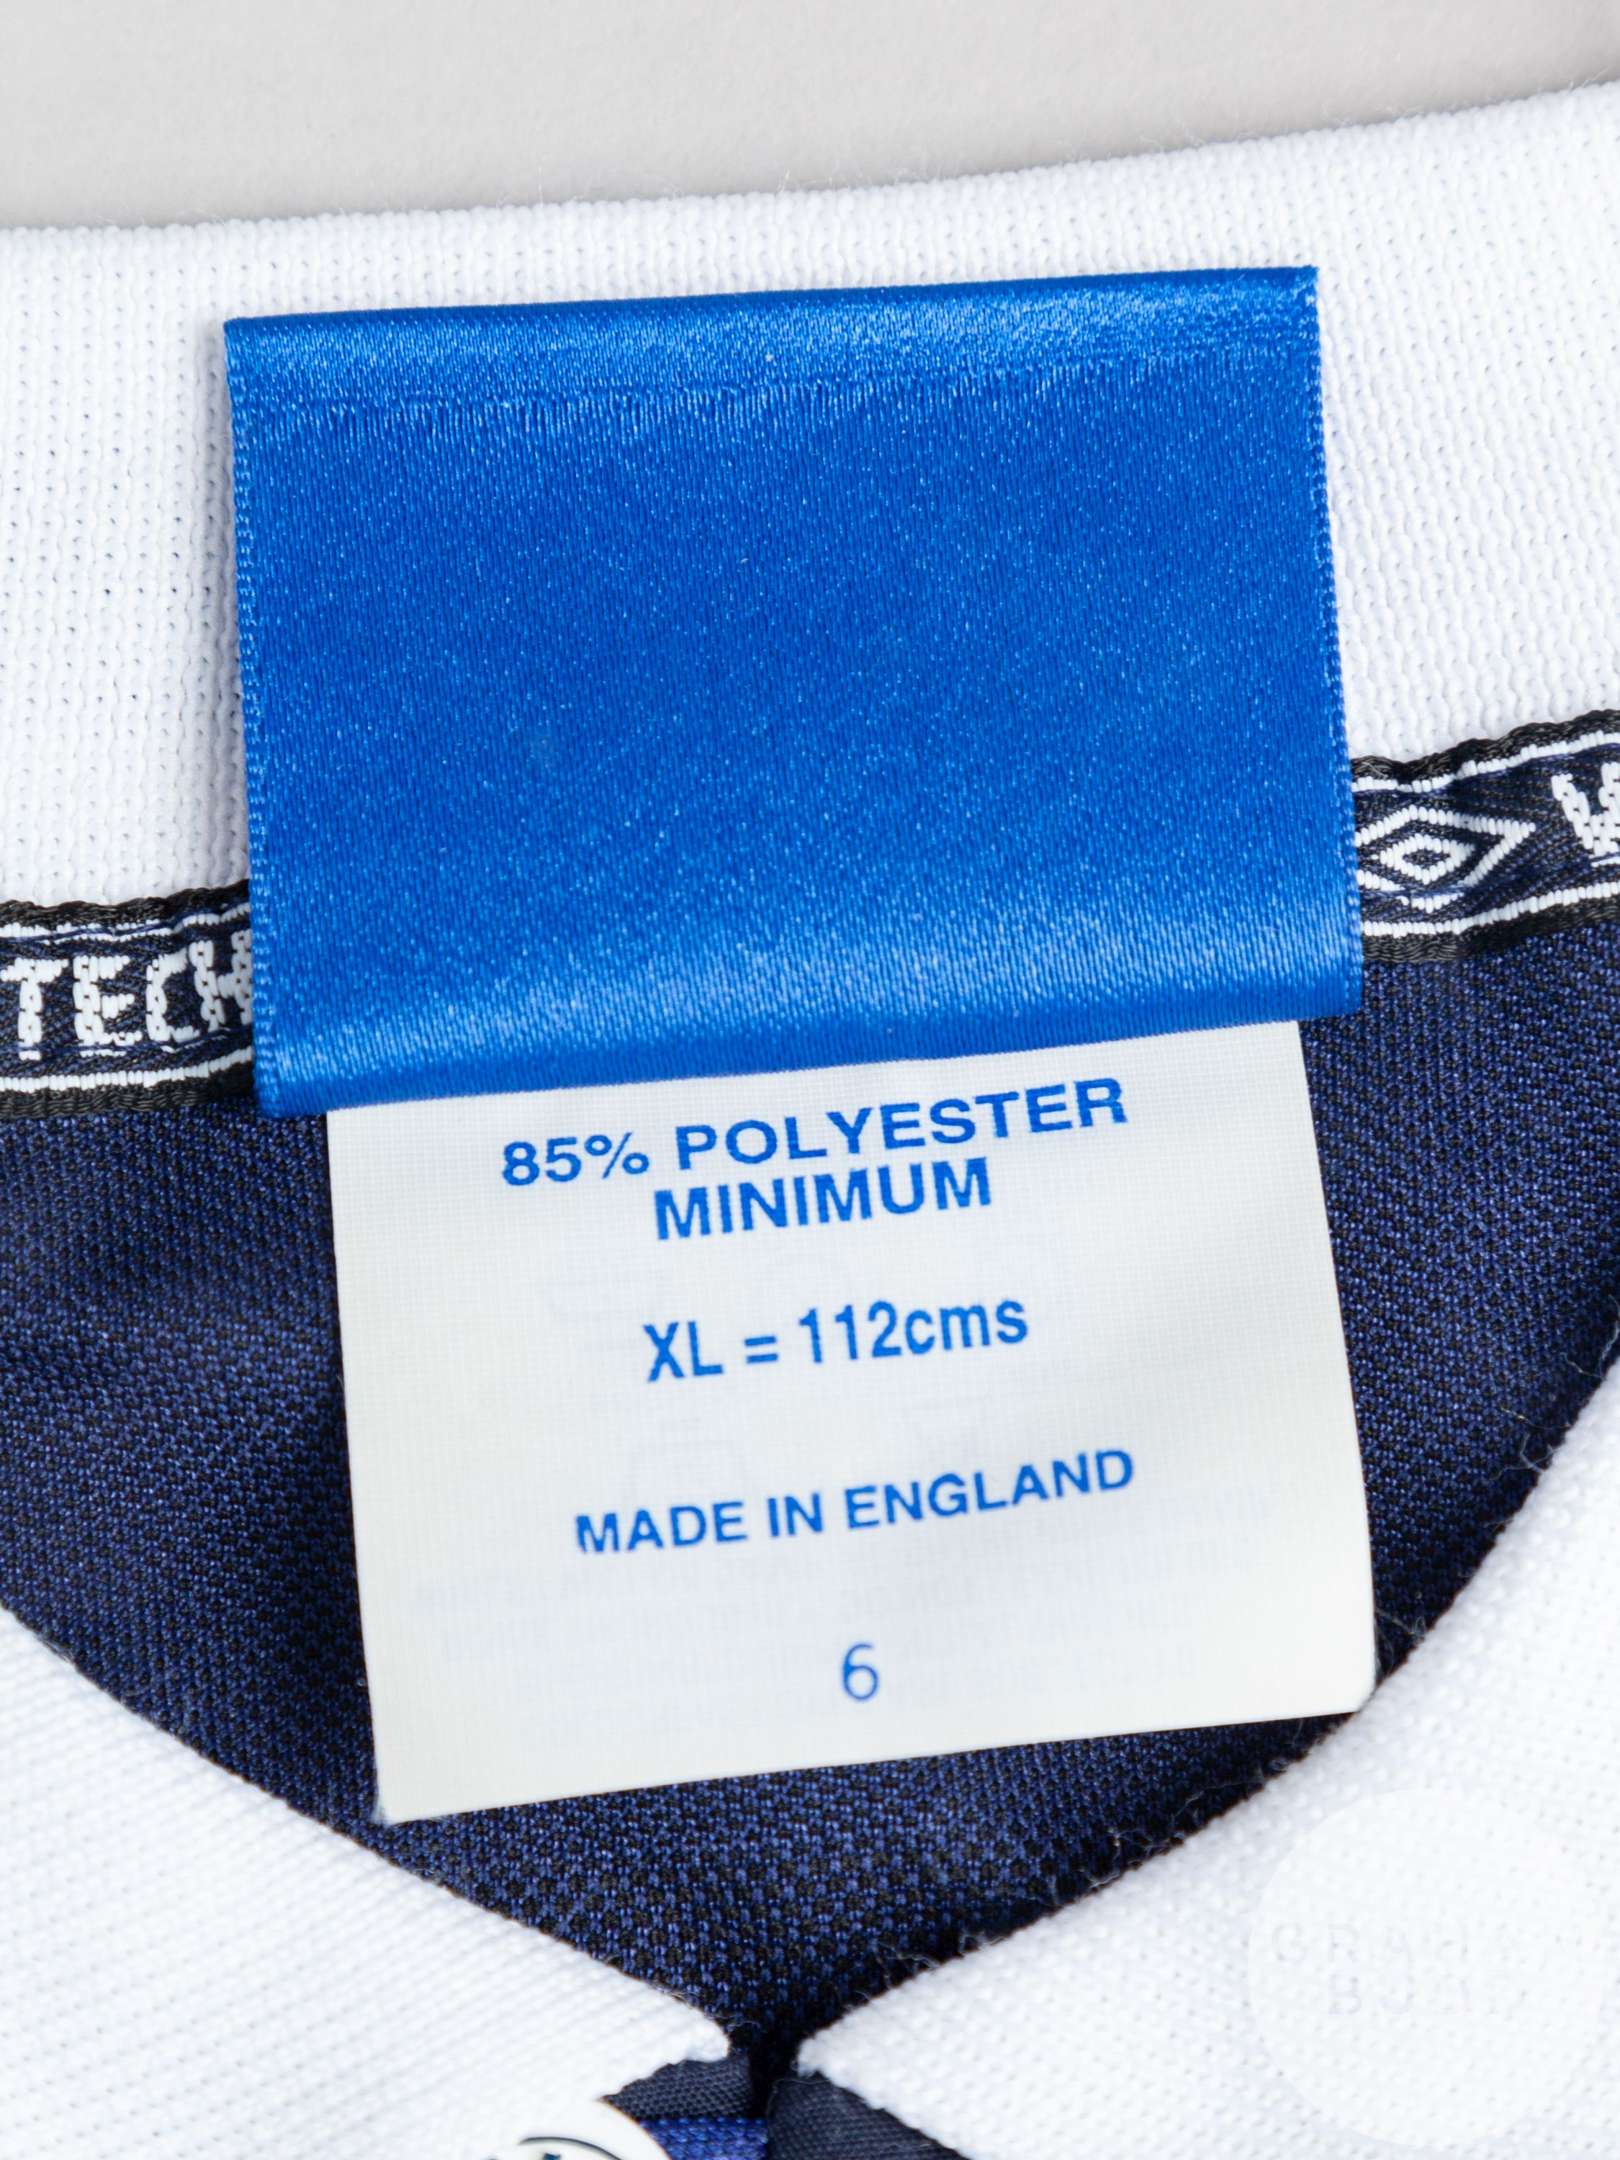 TECH
85% POLYESTER
MINIMUM
XL = 112cms
MADE IN ENGLAND
6